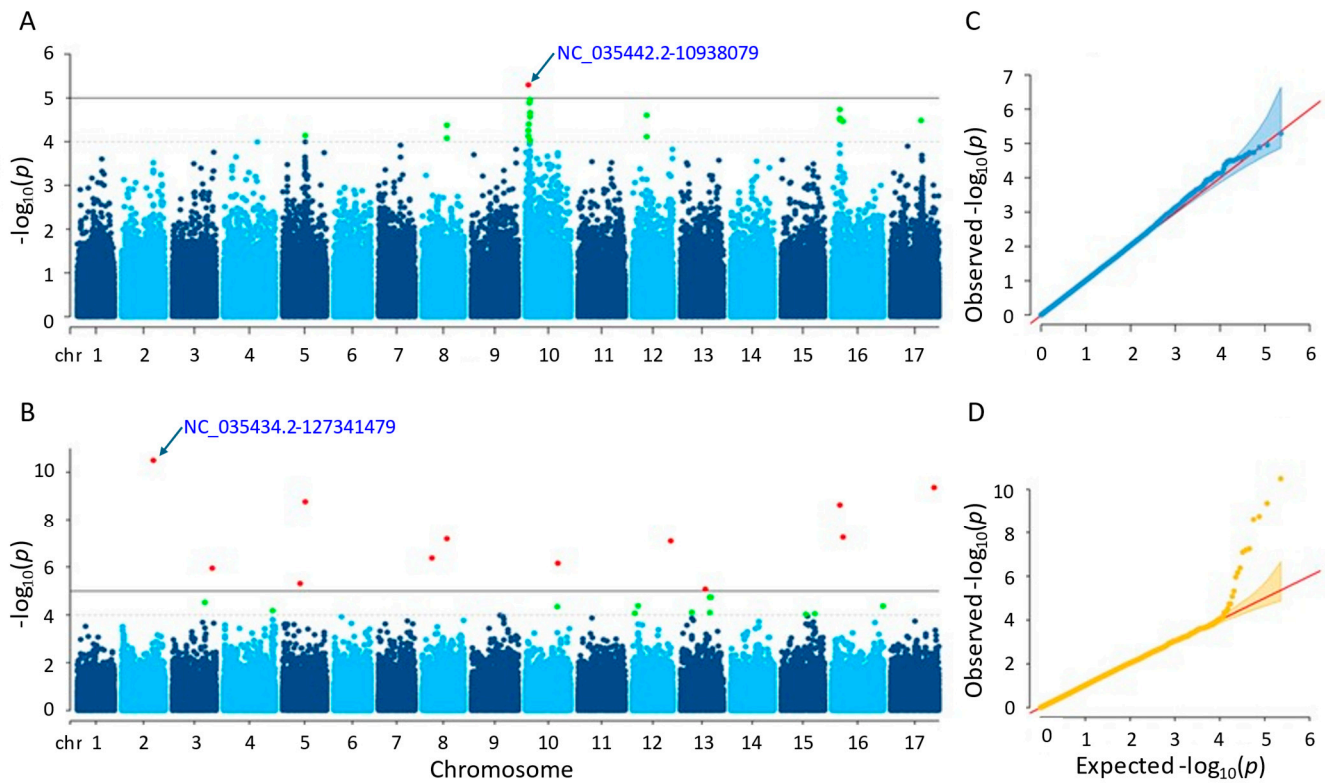 A
C
NC_035442.2-10938079
6
5
4
3
2
1
0
-log10(p)
chr 1 2 3 4 5 6 7 8 9 10 11 12 13 14 15 16 17
7
6
5
4
3
2
1
0
Observed -log10(p)
0 1 2 3 4 5 6
B
D
NC_035434.2-127341479
10
8
6
4
2
0
-log10(p)
chr 1 2 3 4 5 6 7 8 9 10 11 12 13 14 15 16 17
Chromosome
10
8
6
4
2
0
Observed -log10(p)
0 1 2 3 4 5 6
Expected -log10(p)